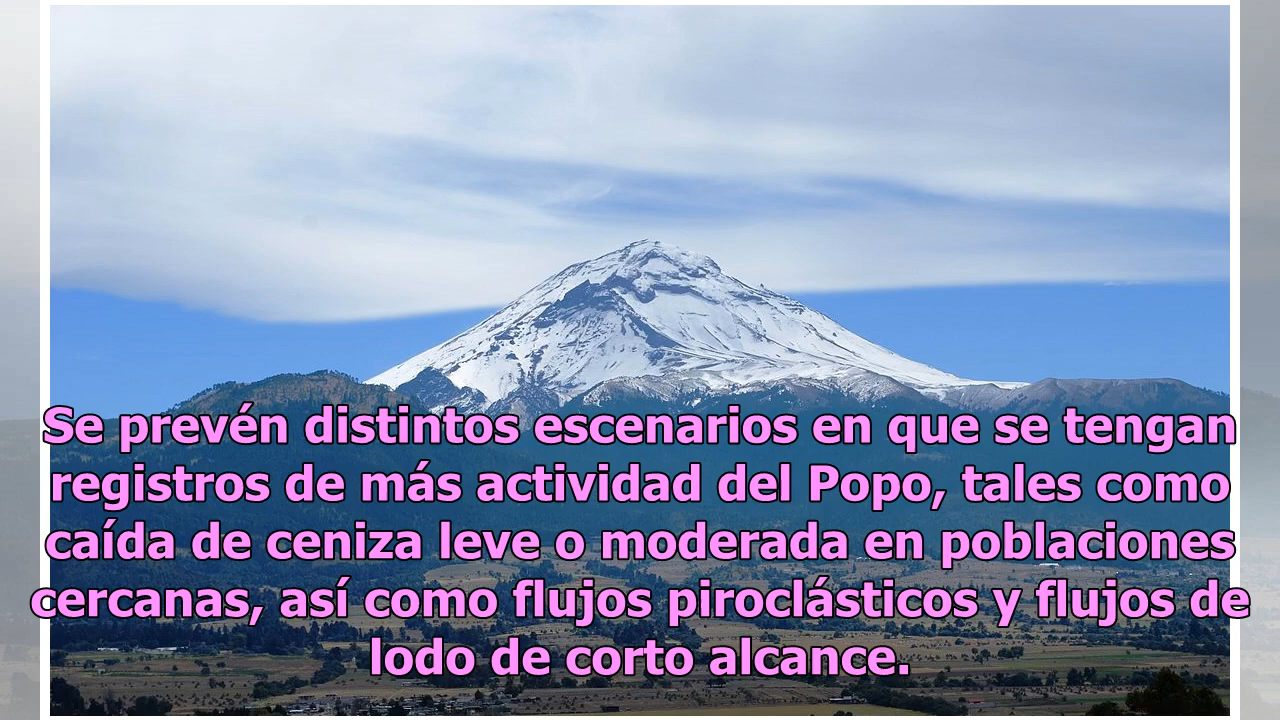 Se prevén distintos escenarios en que se tengan
registros de más actividad del Popo, tales como
caída de ceniza leve o moderada en poblaciones
cercanas, así como flujos piroclásticos y flujos de
lodo de corto alcance.